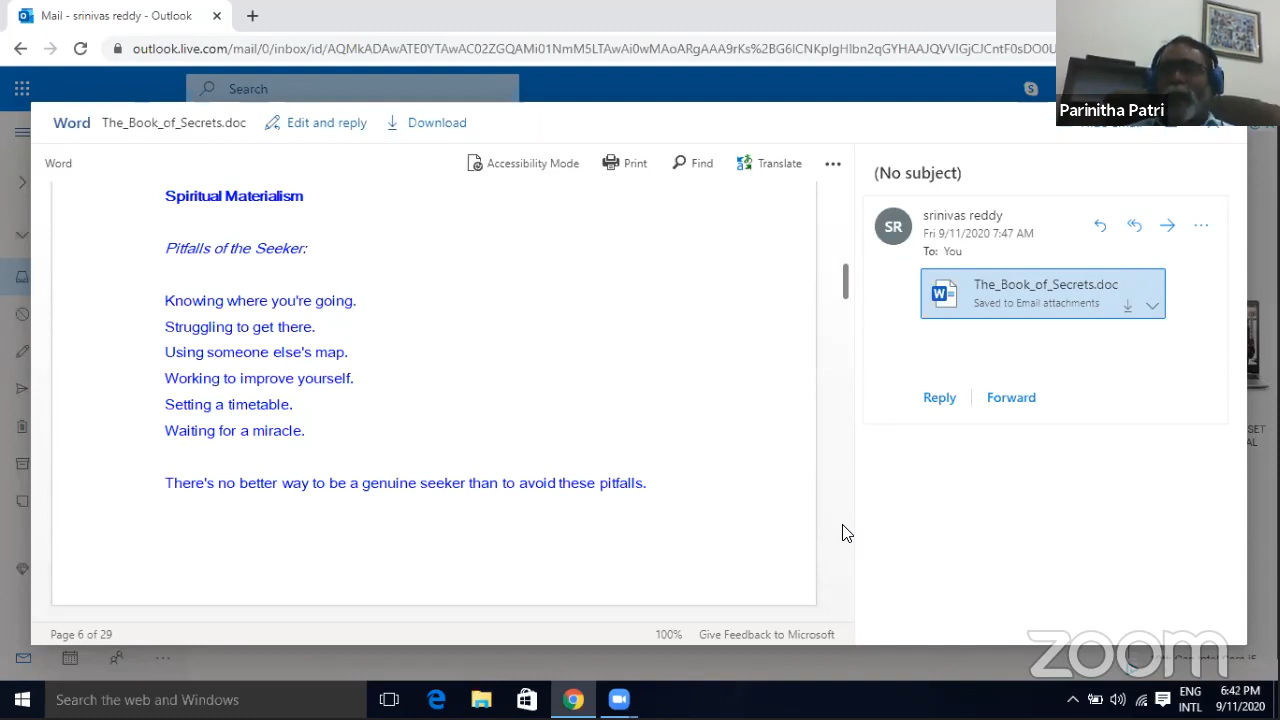 Mail - srinivas reddy - Outlook
outlook.live.com/mail/0/inbox/id/
Parinitha Patri
Search
Word The_Book_of_Secrets.doc Edit and reply Download
Word Accessibility Mode Print Find Translate
(No subject)
Spiritual Materialism
SR srinivas reddy
Fri 9/11/2020 7:47 AM
To: You
Pitfalls of the Seeker:
The_Book_of_Secrets.doc
Saved to Email attachments
Knowing where you're going.
Struggling to get there.
Using someone else's map.
Working to improve yourself.
Setting a timetable.
Waiting for a miracle.
Reply Forward
There's no better way to be a genuine seeker than to avoid these pitfalls.
Page 6 of 29 100% Give Feedback to Microsoft
zoom
Search the web and Windows
ENG
INTL
6:42 PM
9/11/2020